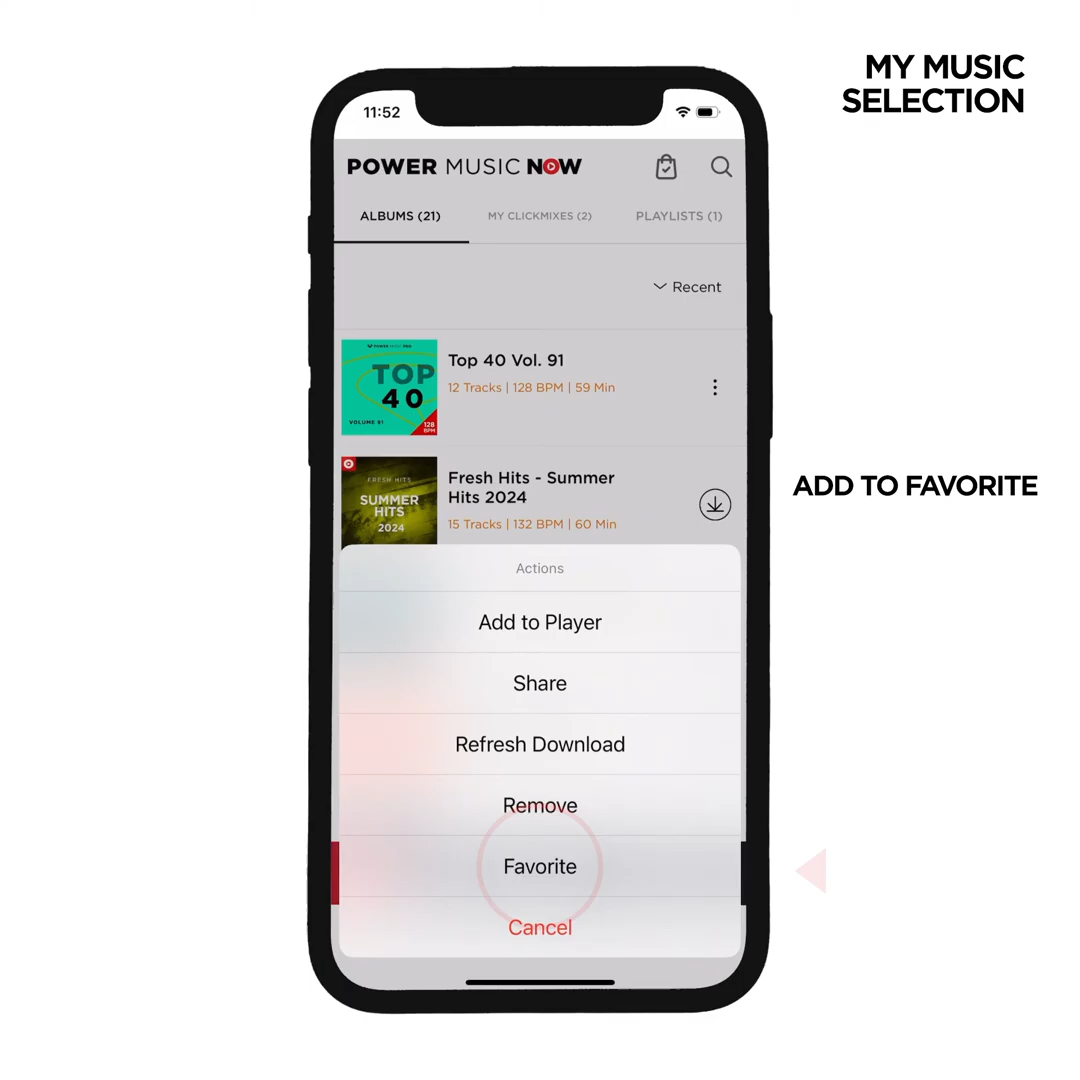 MY MUSIC
SELECTION
11:52
POWER MUSIC NOW
ALBUMS (21)
MY CLICKMIXES (2)
PLAYLISTS (1)
Recent
POWER MUSIC PRO
TOP
40
VOLUME 91
128
BPM
Top 40 Vol. 91
12 Tracks | 128 BPM | 59 Min
FRESH HITS
SUMMER
HITS
2024
Fresh Hits - Summer
Hits 2024
15 Tracks | 132 BPM | 60 Min
ADD TO FAVORITE
Actions
Add to Player
Share
Refresh Download
Remove
Favorite
Cancel